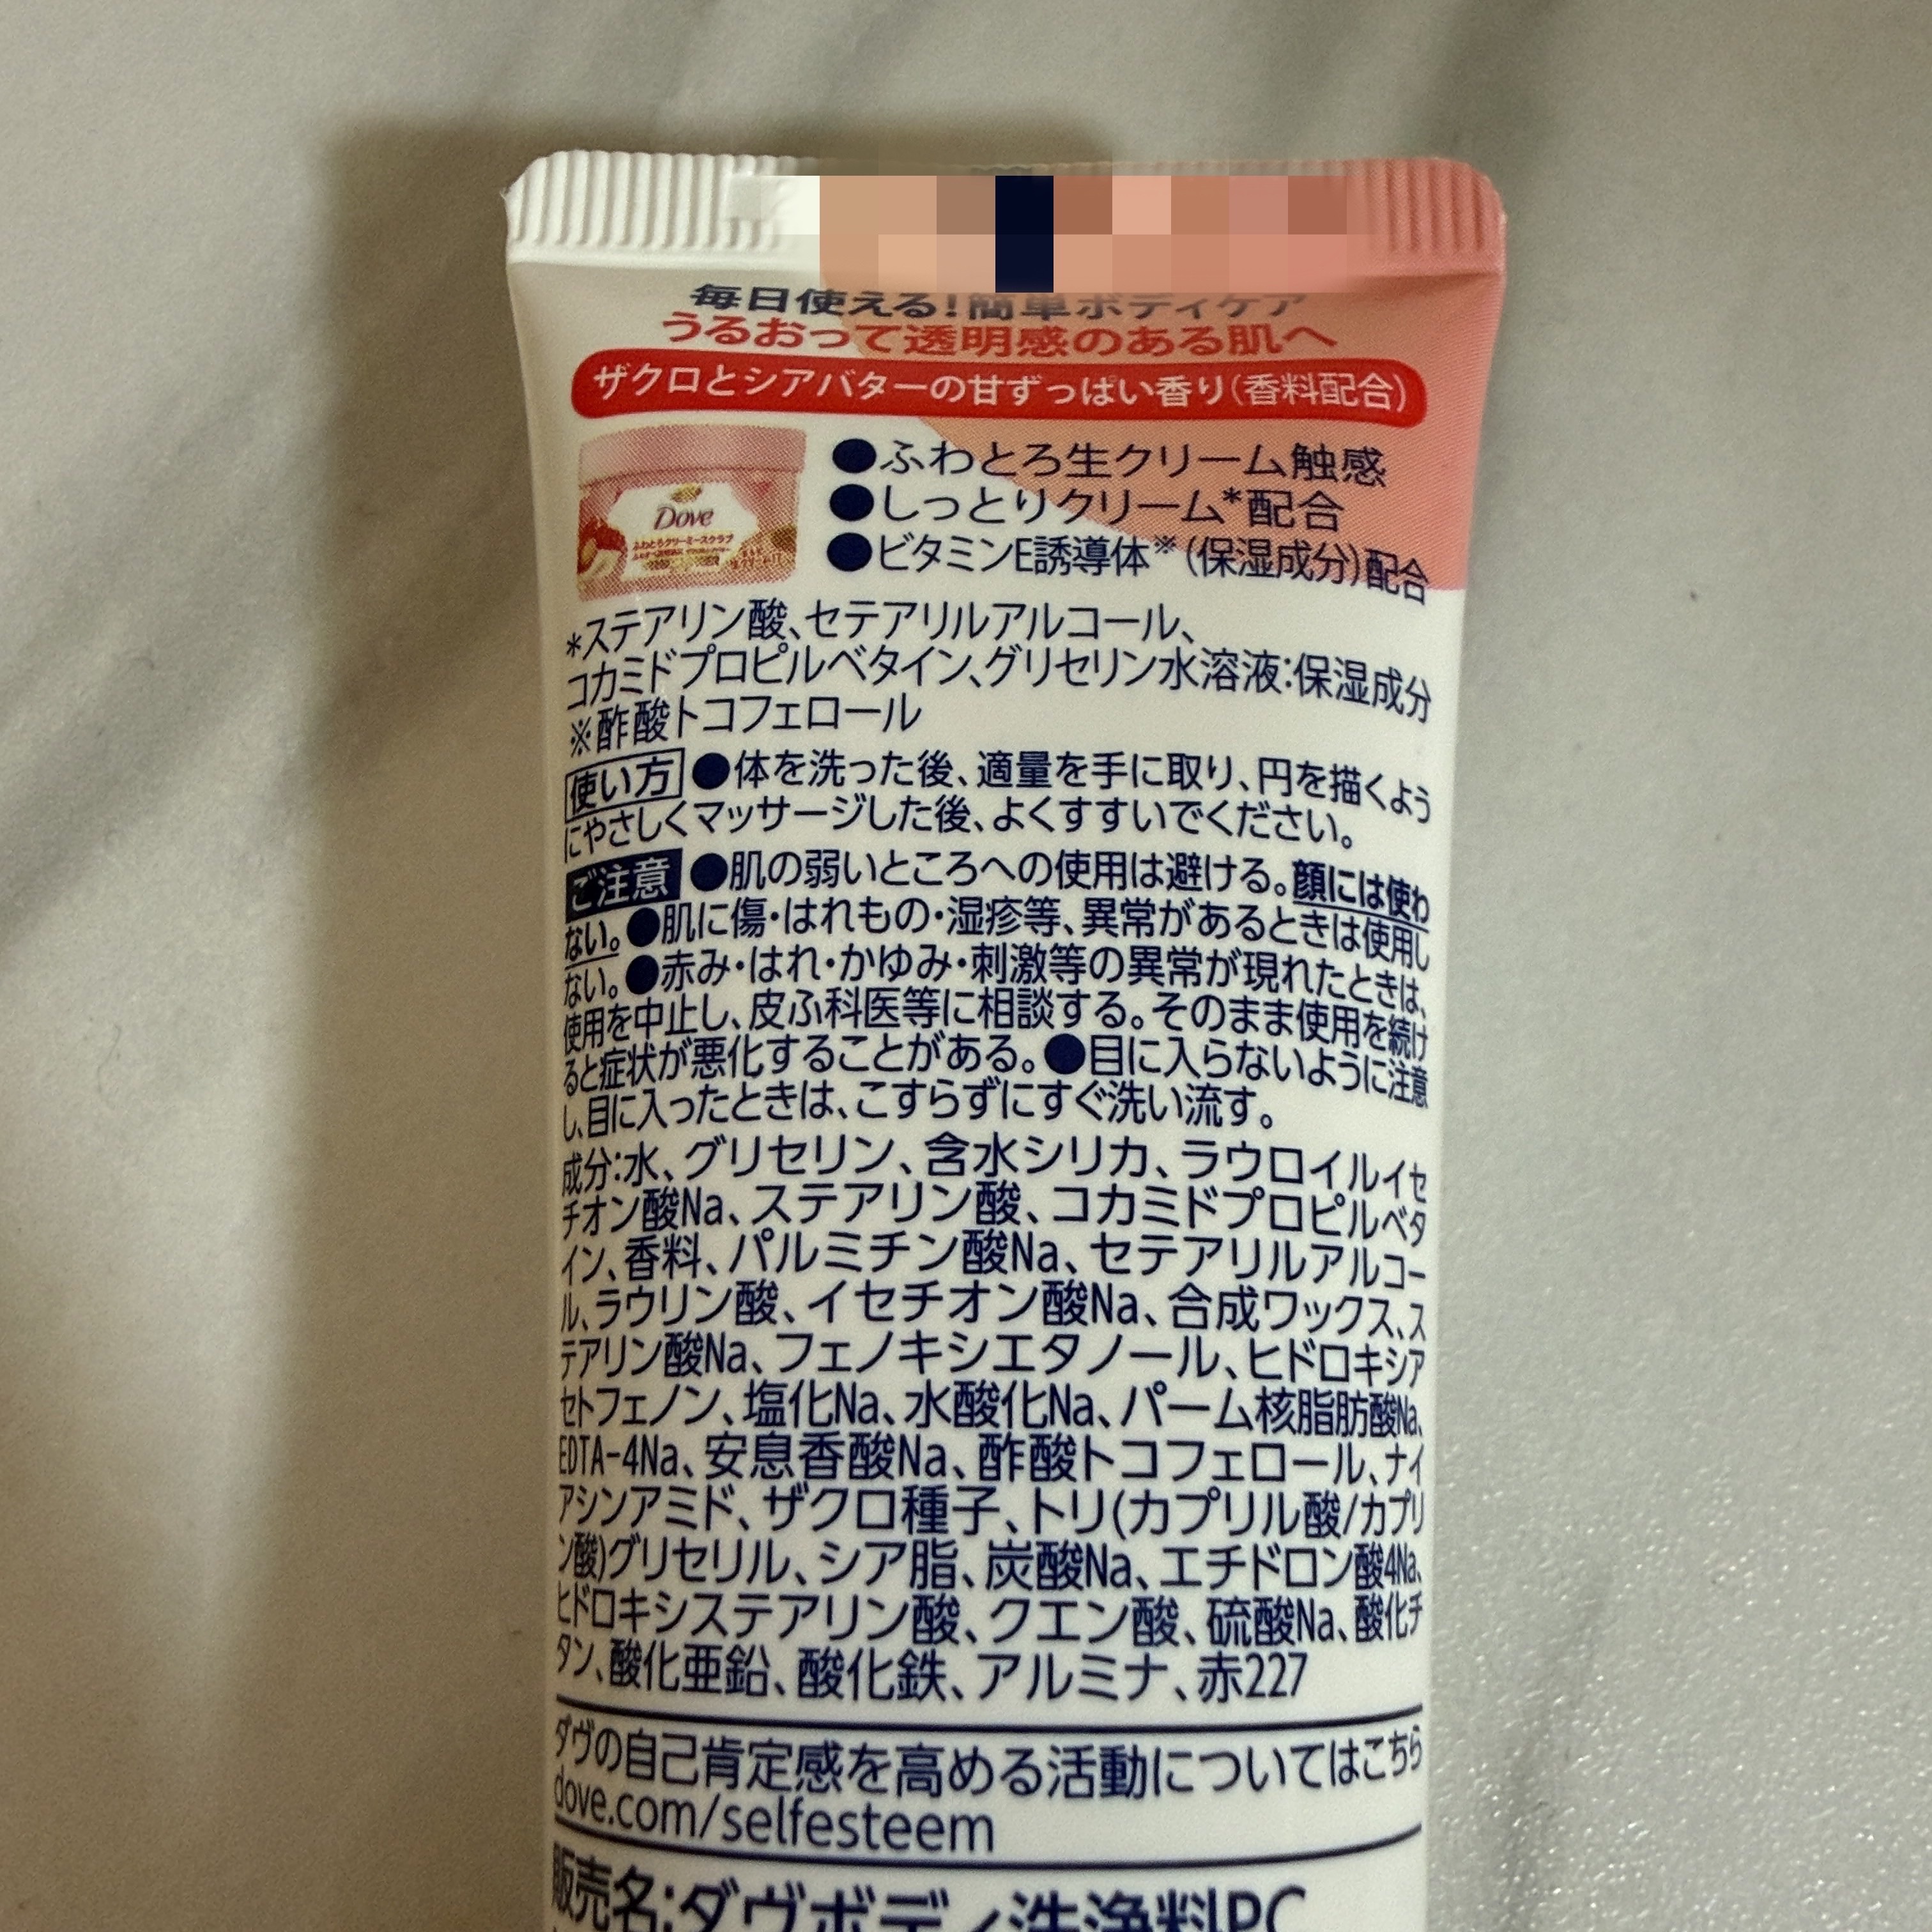 毎日使える!簡単ボディケア
うるおって透明感のある肌へ
ザクロとシアバターの甘ずっぱい香り(香料配合)
Dove
ふわとろクリーミースクラブ
●ふわとろ生クリーム触感
●しっとりクリーム*配合
●ビタミンE誘導体※(保湿成分)配合
*ステアリン酸、セテアリルアルコール、
コカミドプロピルベタイン、グリセリン水溶液:保湿成分
※酢酸トコフェロール
使い方 ●体を洗った後、適量を手に取り、円を描くよう
にやさしくマッサージした後、よくすすいでください。
ご注意 ●肌の弱いところへの使用は避ける。顔には使わ
ない。●肌に傷・はれもの・湿疹等、異常があるときは使用し
ない。●赤み・はれ・かゆみ・刺激等の異常が現れたときは、
使用を中止し、皮ふ科医等に相談する。そのまま使用を続け
ると症状が悪化することがある。●目に入らないように注意
し、目に入ったときは、こすらずにすぐ洗い流す。
成分:水、グリセリン、含水シリカ、ラウロイルイセ
チオン酸Na、ステアリン酸、コカミドプロピルベタ
イン、香料、パルミチン酸Na、セテアリルアルコー
ル、ラウリン酸、イセチオン酸Na、合成ワックス、ス
テアリン酸Na、フェノキシエタノール、ヒドロキシア
セトフェノン、塩化Na、水酸化Na、パーム核脂肪酸Na、
EDTA-4Na、安息香酸Na、酢酸トコフェロール、ナイ
アシンアミド、ザクロ種子、トリ(カプリル酸/カプリ
ン酸)グリセリル、シア脂、炭酸Na、エチドロン酸4Na、
ヒドロキシステアリン酸、クエン酸、硫酸Na、酸化チ
タン、酸化亜鉛、酸化鉄、アルミナ、赤227
ダヴの自己肯定感を高める活動についてはこちら
dove.com/selfesteem
販売名:ダヴボディ洗浄料PC